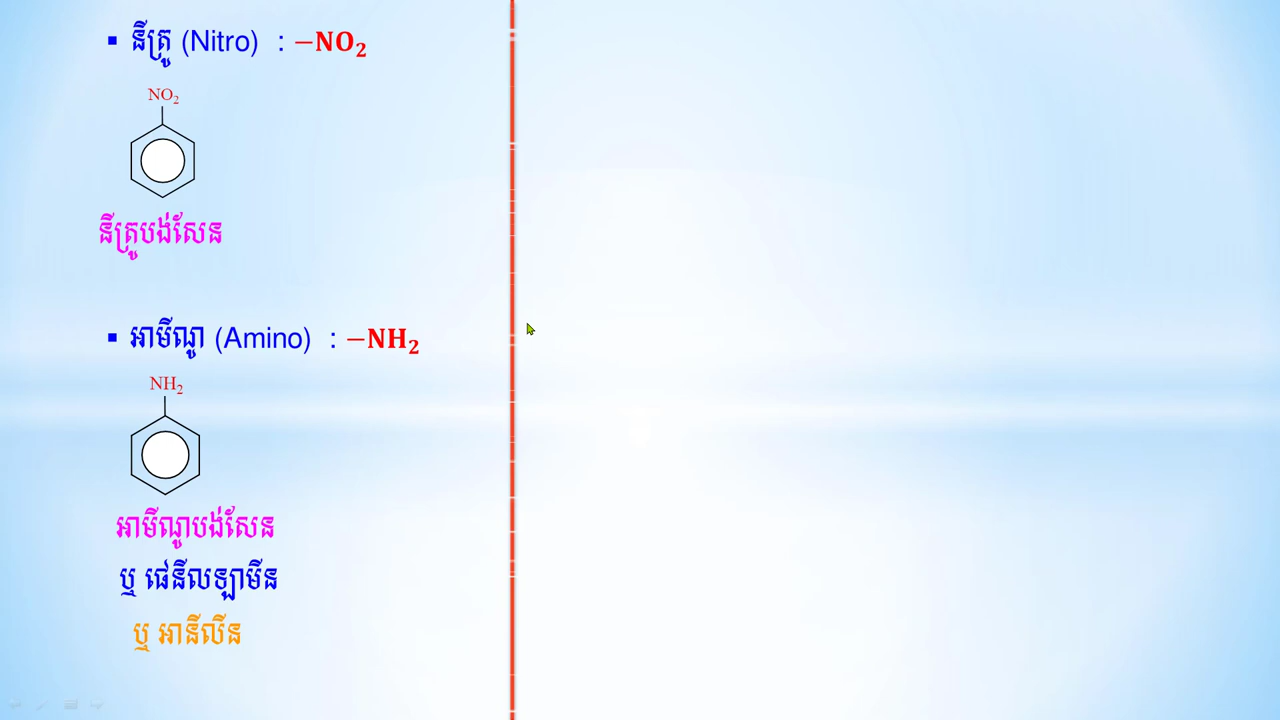 ▪ នីត្រូ (Nitro) : −NO₂
NO₂
នីត្រូបង់សែន
▪ អាមីណូ (Amino) : −NH₂
NH₂
អាមីណូបង់សែន
ឬ ផេនីលឡាមីន
ឬ អានីលីន